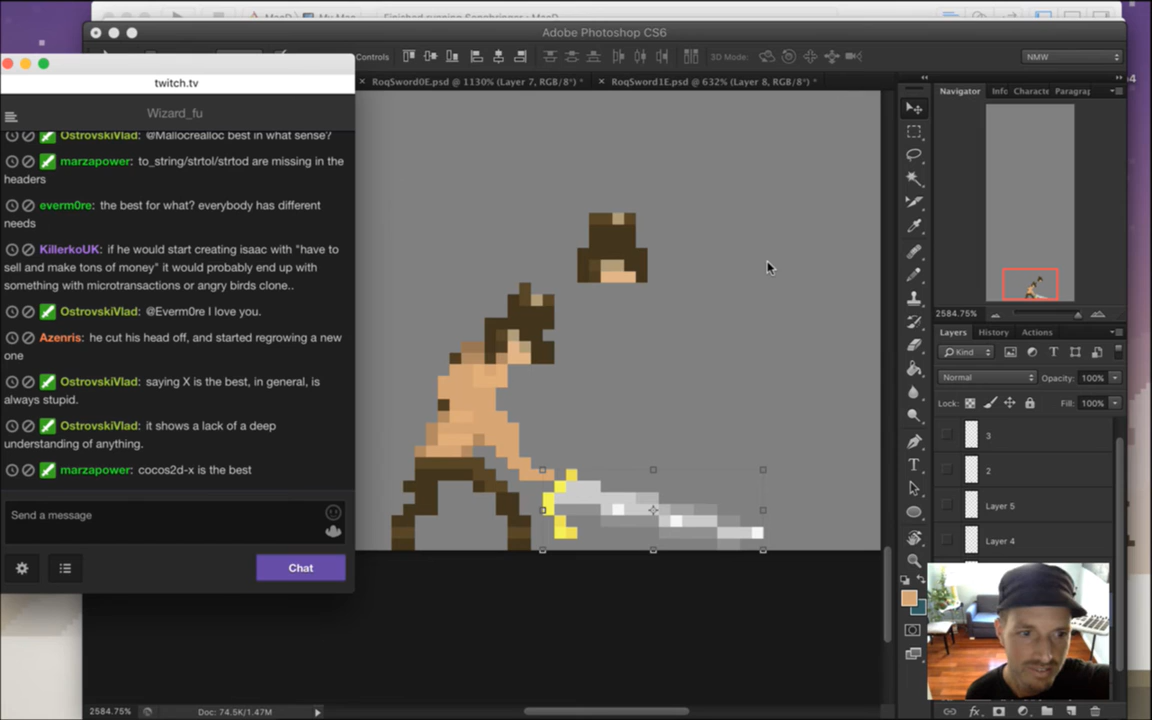 Adobe Photoshop CS6
twitch.tv
Controls
3D Mode:
NMW
RoqSword0E.psd @ 1130% (Layer 7, RGB/8*) *
RoqSword1E.psd @ 632% (Layer 8, RGB/8*) *
Wizard_fu
OstrovskiVlad: @Mallocrealloc best in what sense?
marzapower: to_string/strtol/strtod are missing in the
headers
everm0re: the best for what? everybody has different
needs
KillerkoUK: if he would start creating isaac with "have to
sell and make tons of money" it would probably end up with
something with microtransactions or angry birds clone..
OstrovskiVlad: @Everm0re I love you.
Azenris: he cut his head off, and started regrowing a new
one
OstrovskiVlad: saying X is the best, in general, is
always stupid.
OstrovskiVlad: it shows a lack of a deep
understanding of anything.
marzapower: cocos2d-x is the best
Send a message
Chat
Navigator Info Characte Paragrap
2584.75%
Layers History Actions
Kind
Normal Opacity: 100%
Lock: Fill: 100%
3
2
Layer 5
Layer 4
2584.75% Doc: 74.5K/1.47M